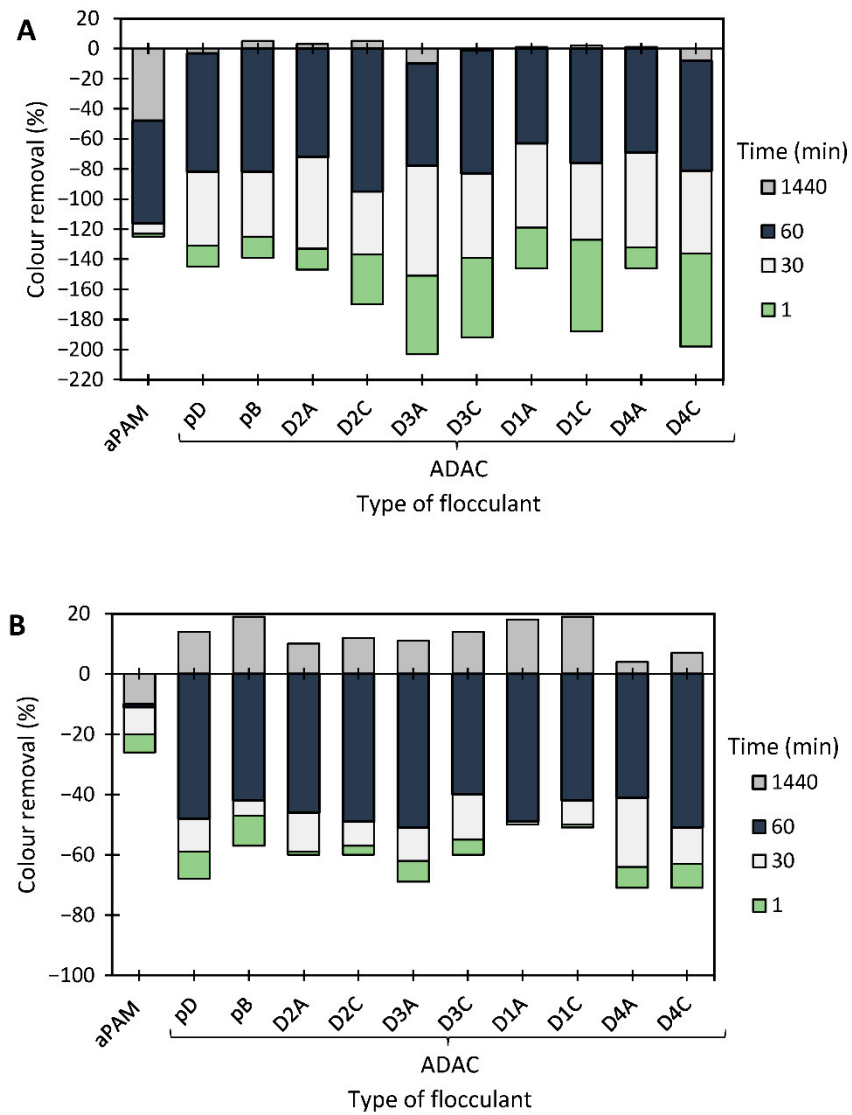 A
20
0
−20
−40
−60
−80
−100
−120
−140
−160
−180
−200
−220
Colour removal (%)
Time (min)
1440
60
30
1
aPAM
pD
pB
D2A
D2C
D3A
D3C
D1A
D1C
D4A
D4C
ADAC
Type of flocculant
B
20
0
−20
−40
−60
−80
−100
Colour removal (%)
Time (min)
1440
60
30
1
aPAM
pD
pB
D2A
D2C
D3A
D3C
D1A
D1C
D4A
D4C
ADAC
Type of flocculant